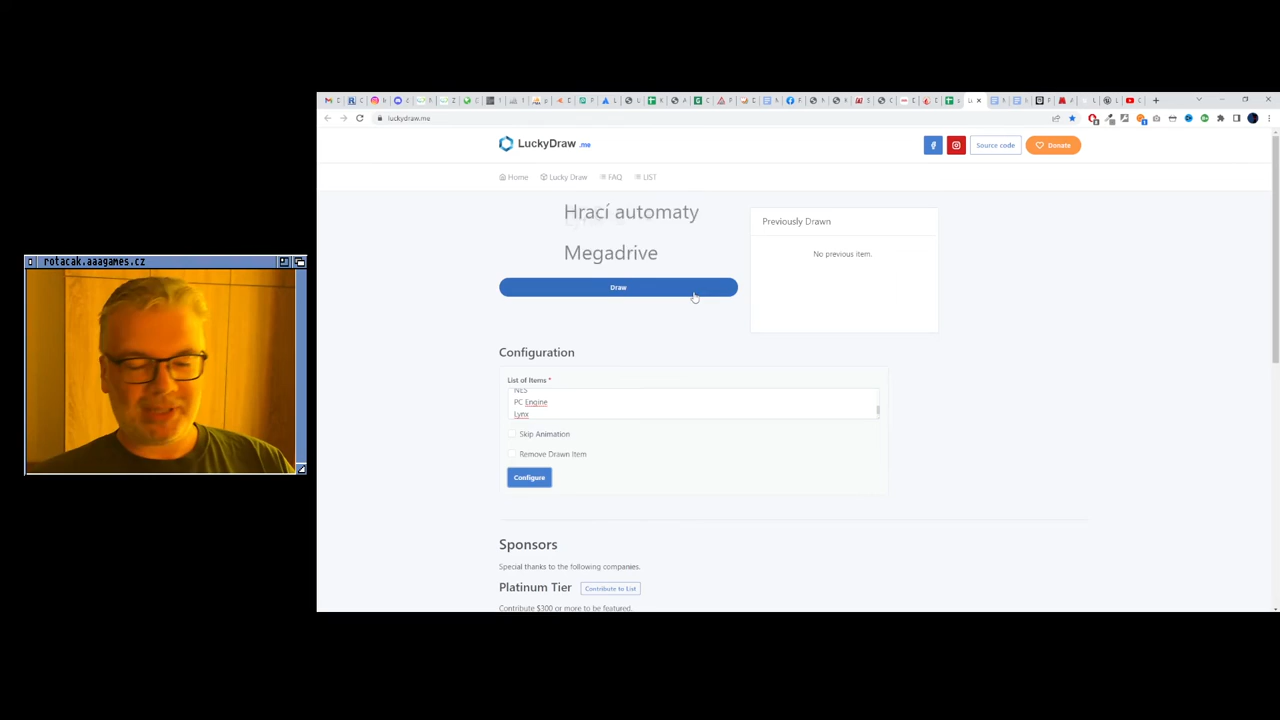 luckydraw.me
LuckyDraw .me
Source code
Donate
Home
Lucky Draw
FAQ
LIST
Hrací automaty
Megadrive
Previously Drawn
No previous item.
Draw
rotacak.aaagames.cz
Configuration
List of Items *
NES
PC Engine
Lynx
Skip Animation
Remove Drawn Item
Configure
Sponsors
Special thanks to the following companies.
Platinum Tier
Contribute to List
Contribute $300 or more to be featured.